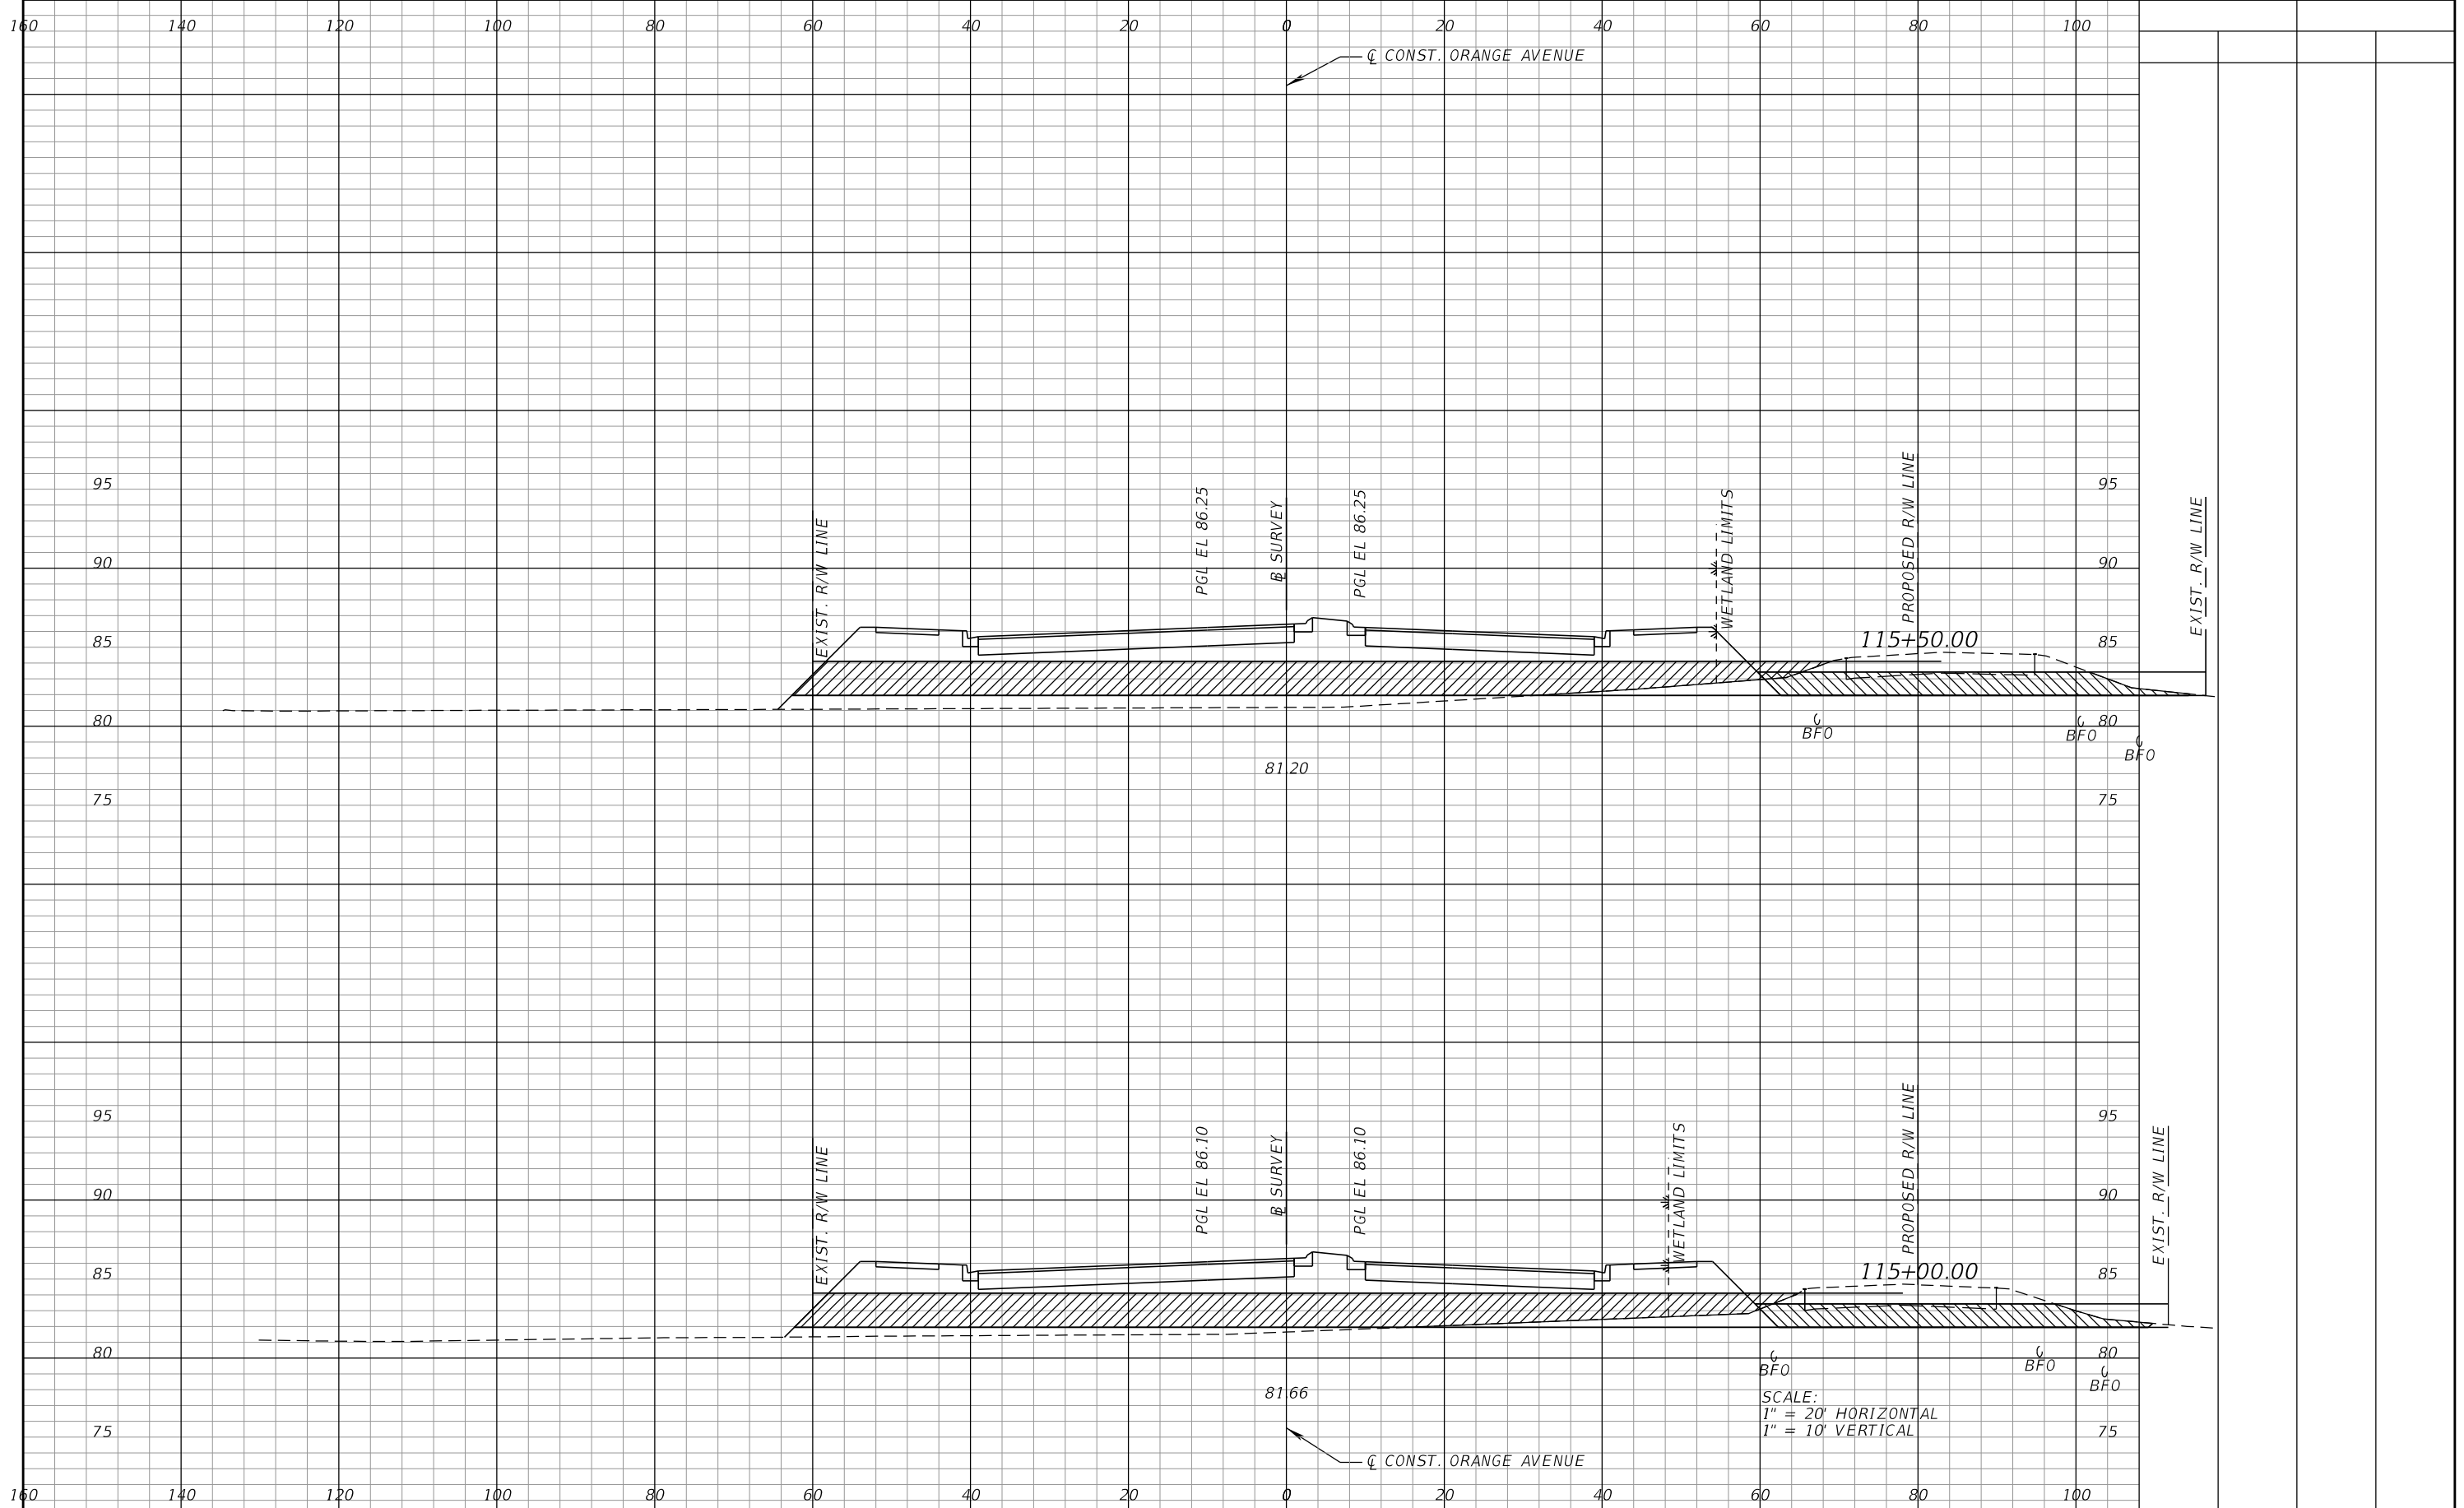 160 140 120 100 80 60 40 20 0 20 40 60 80 100
℄ CONST. ORANGE AVENUE
95 95
90 90
85 85
80 80
75 75
EXIST. R/W LINE
PGL EL 86.25
B SURVEY
PGL EL 86.25
WETLAND LIMITS
PROPOSED R/W LINE
EXIST. R/W LINE
115+50.00
BFO
BFO
BFO
81.20
95 95
90 90
85 85
80 80
75 75
EXIST. R/W LINE
PGL EL 86.10
B SURVEY
PGL EL 86.10
WETLAND LIMITS
PROPOSED R/W LINE
EXIST. R/W LINE
115+00.00
BFO
BFO
BFO
81.66
SCALE:
1" = 20' HORIZONTAL
1" = 10' VERTICAL
℄ CONST. ORANGE AVENUE
160 140 120 100 80 60 40 20 0 20 40 60 80 100